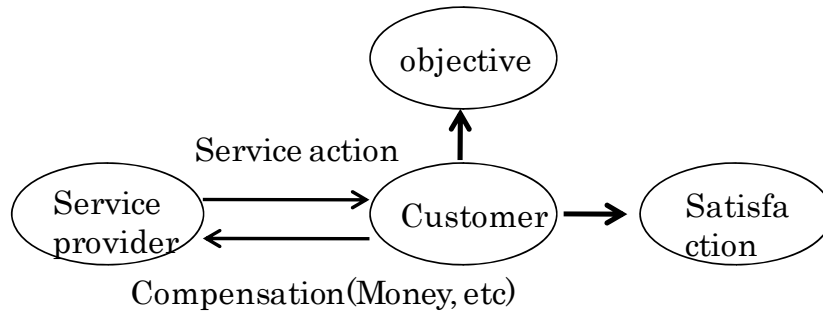 objective
Service action
Service
provider
Customer
Satisfa
ction
Compensation(Money, etc)